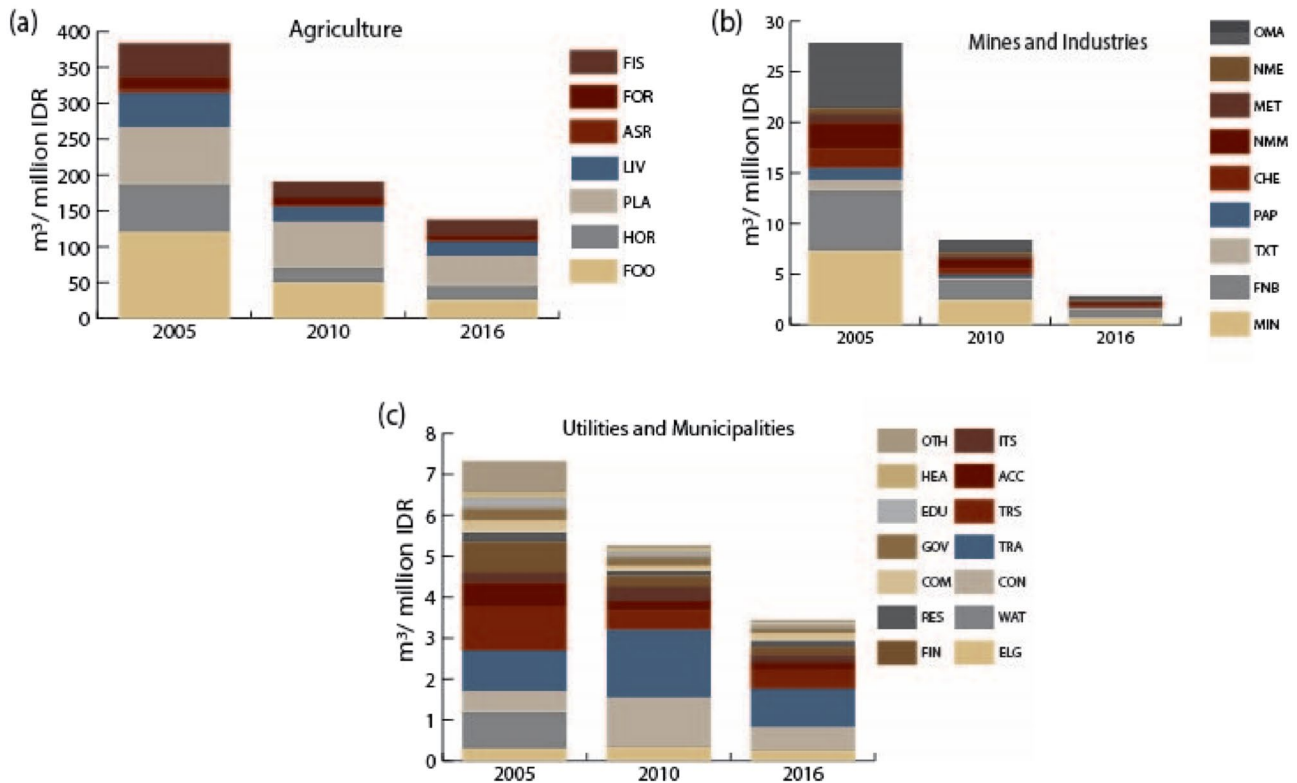 (a)
Agriculture
m³/ million IDR
400
350
300
250
200
150
100
50
0
2005
2010
2016
FIS
FOR
ASR
LIV
PLA
HOR
FOO
(b)
Mines and Industries
m³/ million IDR
30
25
20
15
10
5
0
2005
2010
2016
OMA
NME
MET
NMM
CHE
PAP
TXT
FNB
MIN
(c)
Utilities and Municipalities
m³/ million IDR
8
7
6
5
4
3
2
1
0
2005
2010
2016
OTH ITS
HEA ACC
EDU TRS
GOV TRA
COM CON
RES WAT
FIN ELG